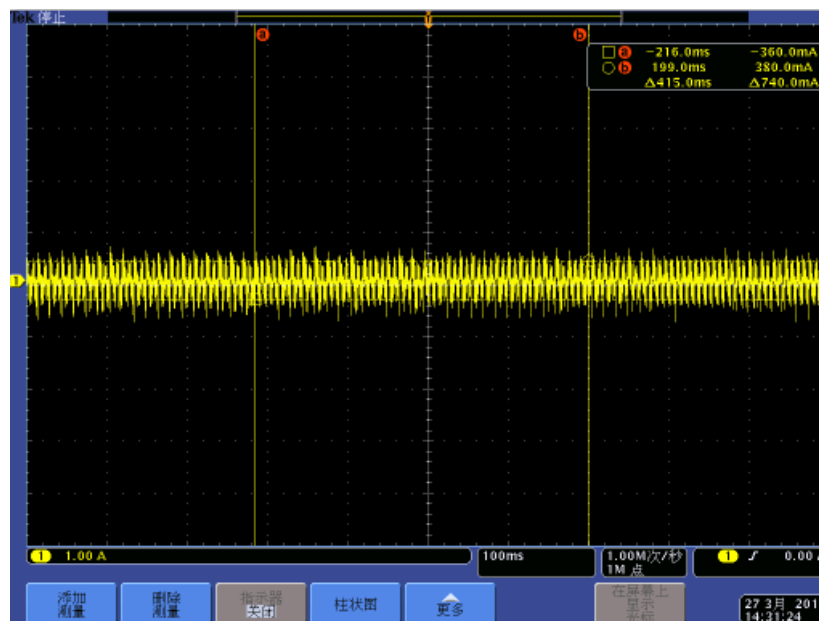 Tek 停止
a
b
a -216.0ms -360.0mA
b 199.0ms 380.0mA
Δ415.0ms Δ740.0mA
1
1 1.00 A
100ms
1.00M次/秒
1M 点
1 0.00
添加
测量
删除
测量
指示器
关闭
柱状图
更多
在屏幕上
显示
27 3月 201
14:31:24